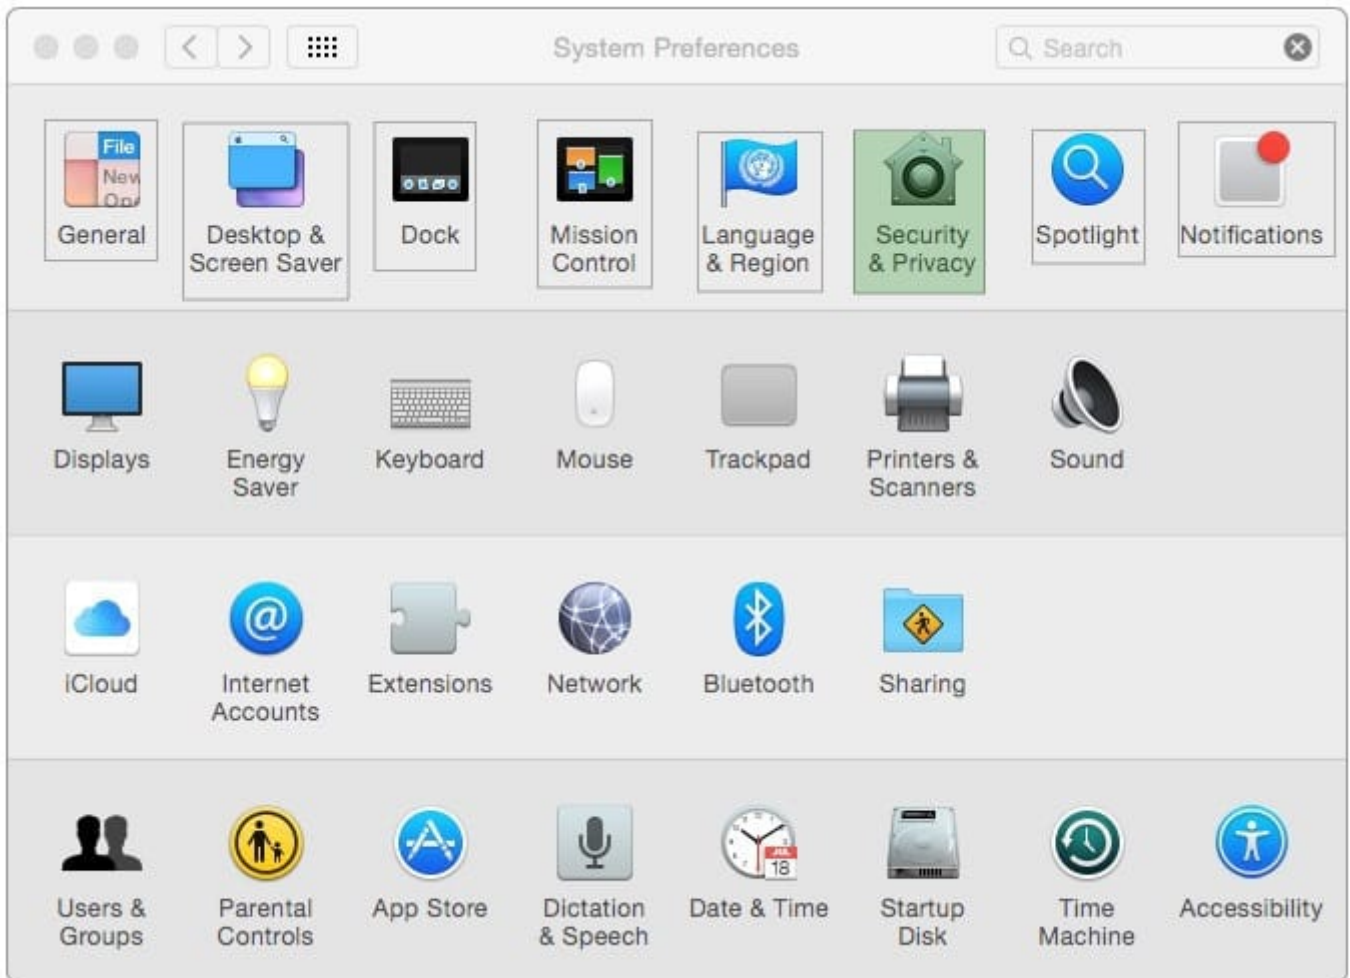 System Preferences
Search
File
New
General
Desktop &
Screen Saver
Dock
Mission
Control
Language
& Region
Security
& Privacy
Spotlight
Notifications
Displays
Energy
Saver
Keyboard
Mouse
Trackpad
Printers &
Scanners
Sound
iCloud
@
Internet
Accounts
Extensions
Network
Bluetooth
Sharing
JUL
18
Users &
Groups
Parental
Controls
App Store
Dictation
& Speech
Date & Time
Startup
Disk
Time
Machine
Accessibility